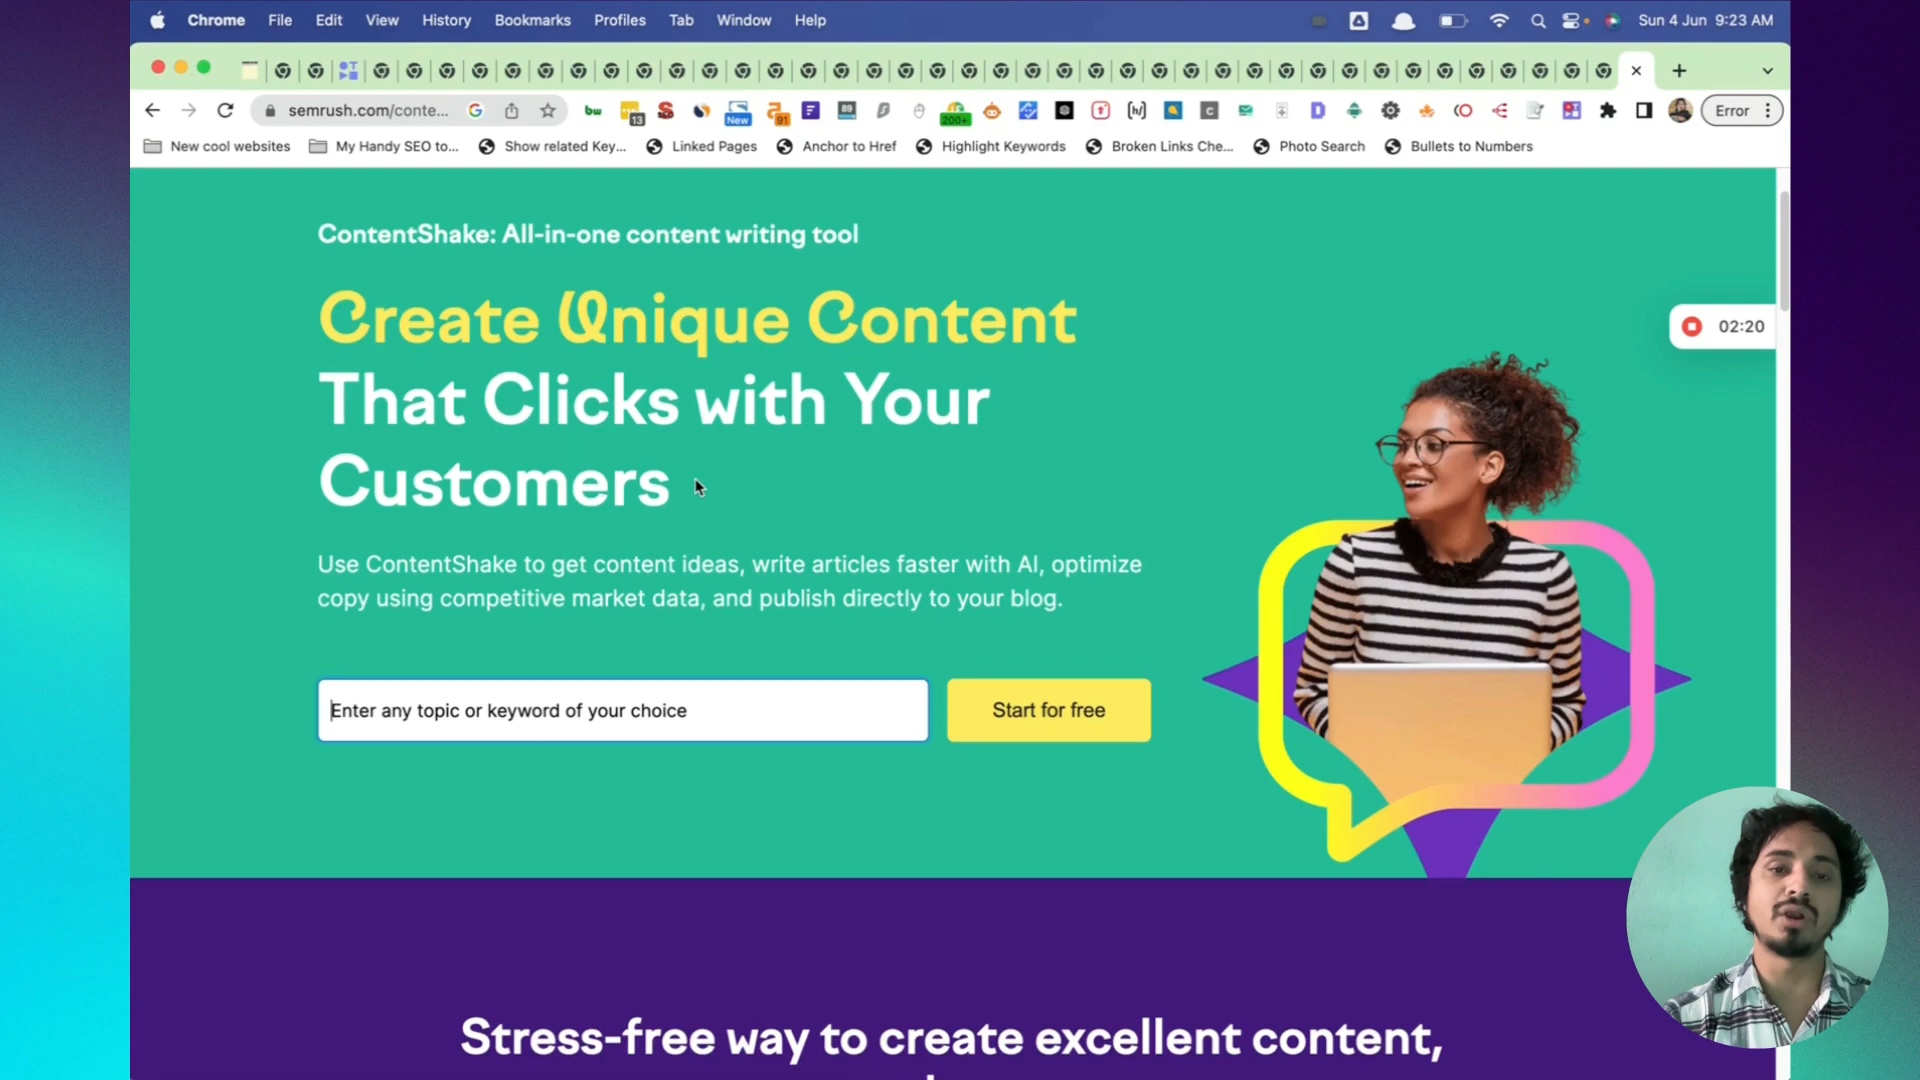 Chrome File Edit View History Bookmarks Profiles Tab Window Help
Sun 4 Jun 9:23 AM
semrush.com/conte...
13
New
91
89
200+
Error
New cool websites
My Handy SEO to...
Show related Key...
Linked Pages
Anchor to Href
Highlight Keywords
Broken Links Che...
Photo Search
Bullets to Numbers
ContentShake: All-in-one content writing tool
Create Unique Content
That Clicks with Your
Customers
02:20
Use ContentShake to get content ideas, write articles faster with AI, optimize
copy using competitive market data, and publish directly to your blog.
Enter any topic or keyword of your choice
Start for free
Stress-free way to create excellent content,